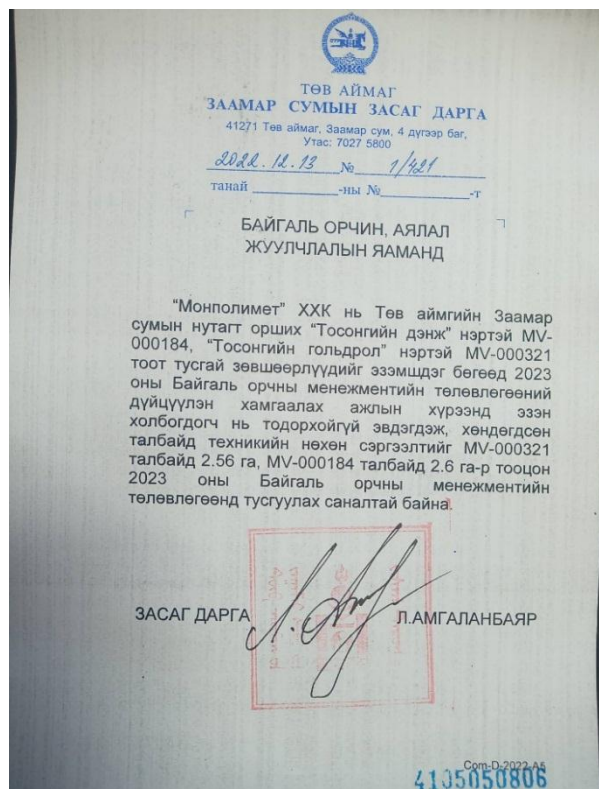 ТӨВ АЙМАГ
ЗААМАР СУМЫН ЗАСАГ ДАРГА
41271 Төв аймаг, Заамар сум, 4 дүгээр баг,
Утас: 7027 5800
2022.12.13 № 1/421
танай ____________-ны №____________-т
БАЙГАЛЬ ОРЧИН, АЯЛАЛ
ЖУУЛЧЛАЛЫН ЯАМАНД
"Монполимет" ХХК нь Төв аймгийн Заамар
сумын нутагт орших "Тосонгийн дэнж" нэртэй MV-
000184, "Тосонгийн гольдрол" нэртэй MV-000321
тоот тусгай зөвшөөрлүүдийг эзэмшдэг бөгөөд 2023
оны Байгаль орчны менежментийн төлөвлөгөөний
дүйцүүлэн хамгаалах ажлын хүрээнд эзэн
холбогдогч нь тодорхойгүй эвдэгдэж, хөндөгдсөн
талбайд техникийн нөхөн сэргээлтийг MV-000321
талбайд 2.56 га, MV-000184 талбайд 2.6 га-р тооцон
2023 оны Байгаль орчны менежментийн
төлөвлөгөөнд тусгуулах саналтай байна.
ЗАСАГ ДАРГА Л.АМГАЛАНБАЯР
Com-D-2022-A5
4105050806